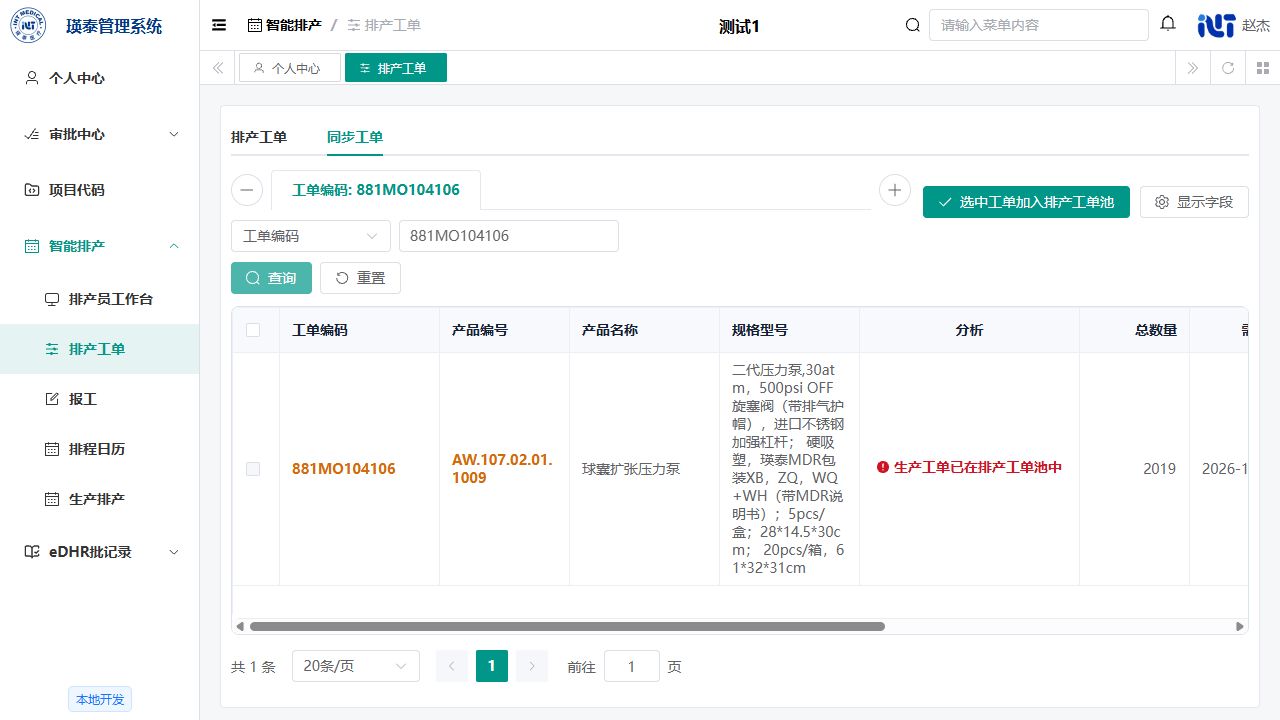 瑛泰管理系统
智能排产 / 排产工单
测试1
请输入菜单内容
赵杰
个人中心
排产工单
个人中心
审批中心
项目代码
智能排产
排产员工作台
排产工单
报工
排程日历
生产排产
eDHR批记录
本地开发
排产工单
同步工单
工单编码: 881MO104106
选中工单加入排产工单池
显示字段
工单编码
881MO104106
查询
重置
工单编码 产品编号 产品名称 规格型号 分析 总数量
881MO104106
AW.107.02.01.
1009
球囊扩张压力泵
二代压力泵,30at
m，500psi OFF
旋塞阀（带排气护
帽），进口不锈钢
加强杠杆； 硬吸
塑，瑛泰MDR包
装XB，ZQ，WQ
+WH（带MDR说
明书）；5pcs/
盒；28*14.5*30c
m； 20pcs/箱，6
1*32*31cm
生产工单已在排产工单池中
2019
2026-1
共 1 条
20条/页
1
前往 1 页